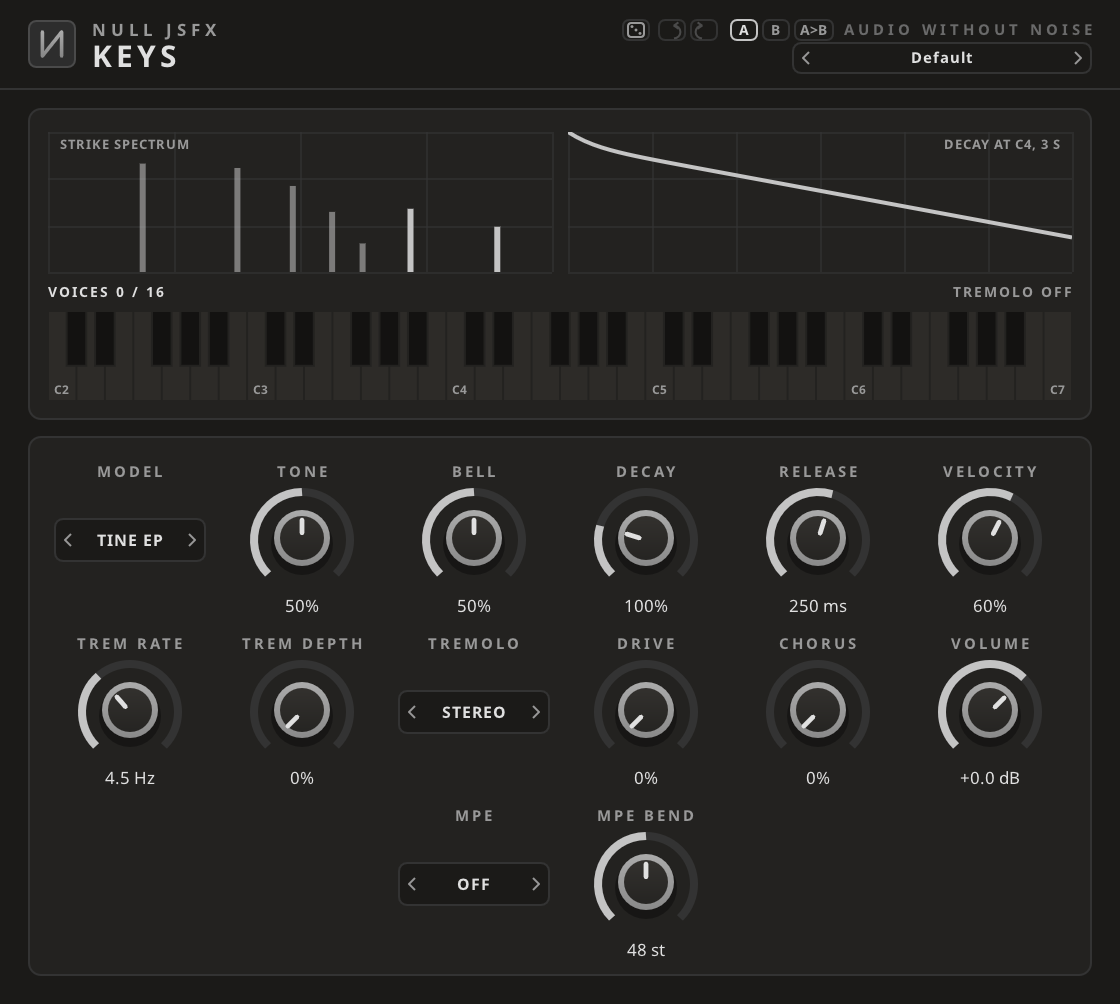 NULL JSFX
KEYS
A B A>B AUDIO WITHOUT NOISE
Default
STRIKE SPECTRUM
DECAY AT C4, 3 S
VOICES 0 / 16
TREMOLO OFF
C2 C3 C4 C5 C6 C7
MODEL TONE BELL DECAY RELEASE VELOCITY
TINE EP
50% 50% 100% 250 ms 60%
TREM RATE TREM DEPTH TREMOLO DRIVE CHORUS VOLUME
STEREO
4.5 Hz 0% 0% 0% +0.0 dB
MPE MPE BEND
OFF
48 st